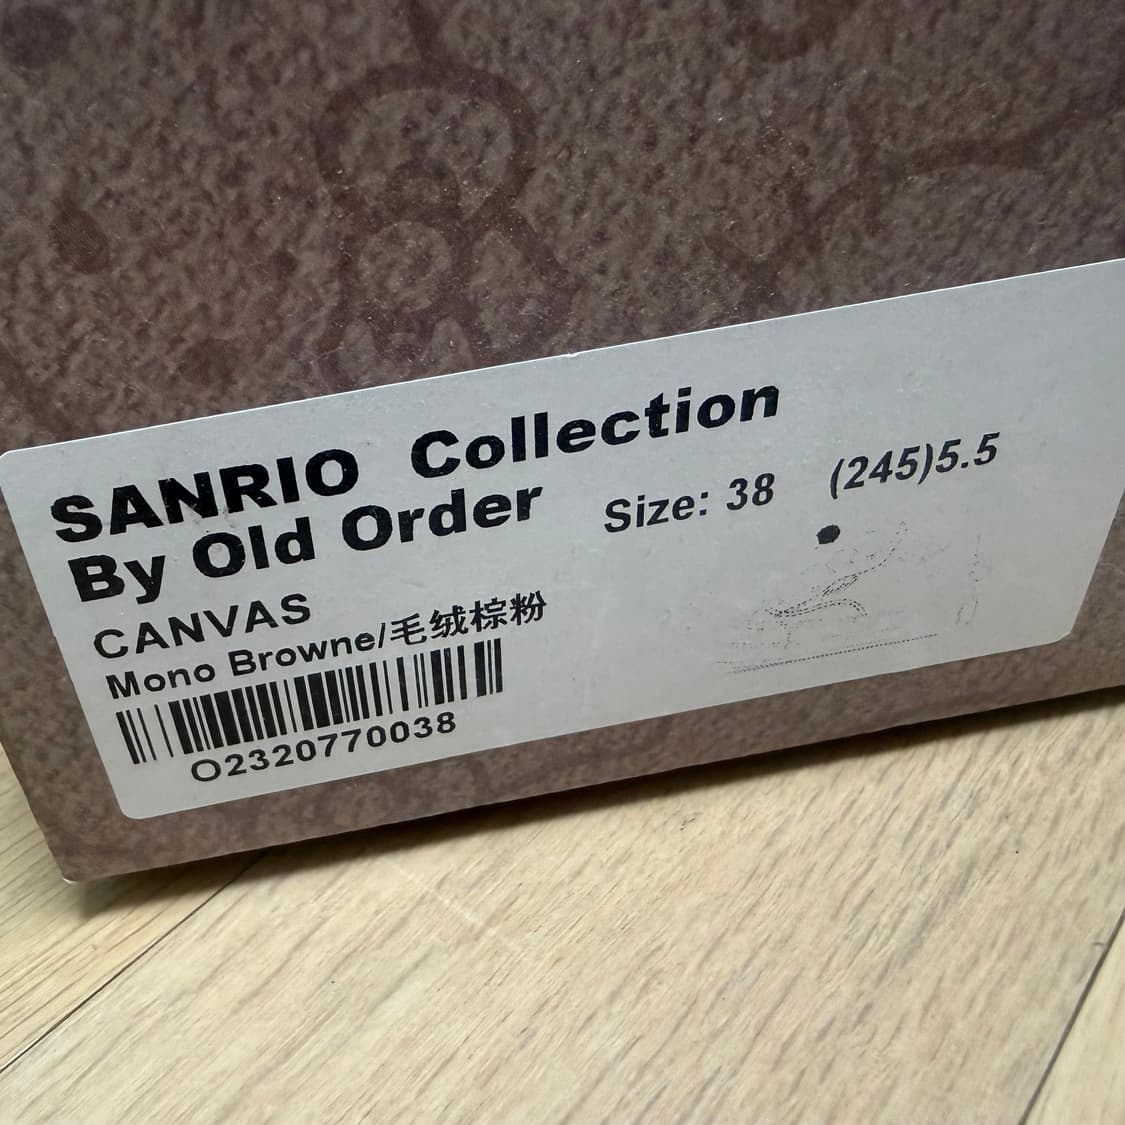 SANRIO Collection
By Old Order
Size: 38 (245)5.5
CANVAS
Mono Browne/毛绒棕粉
O2320770038